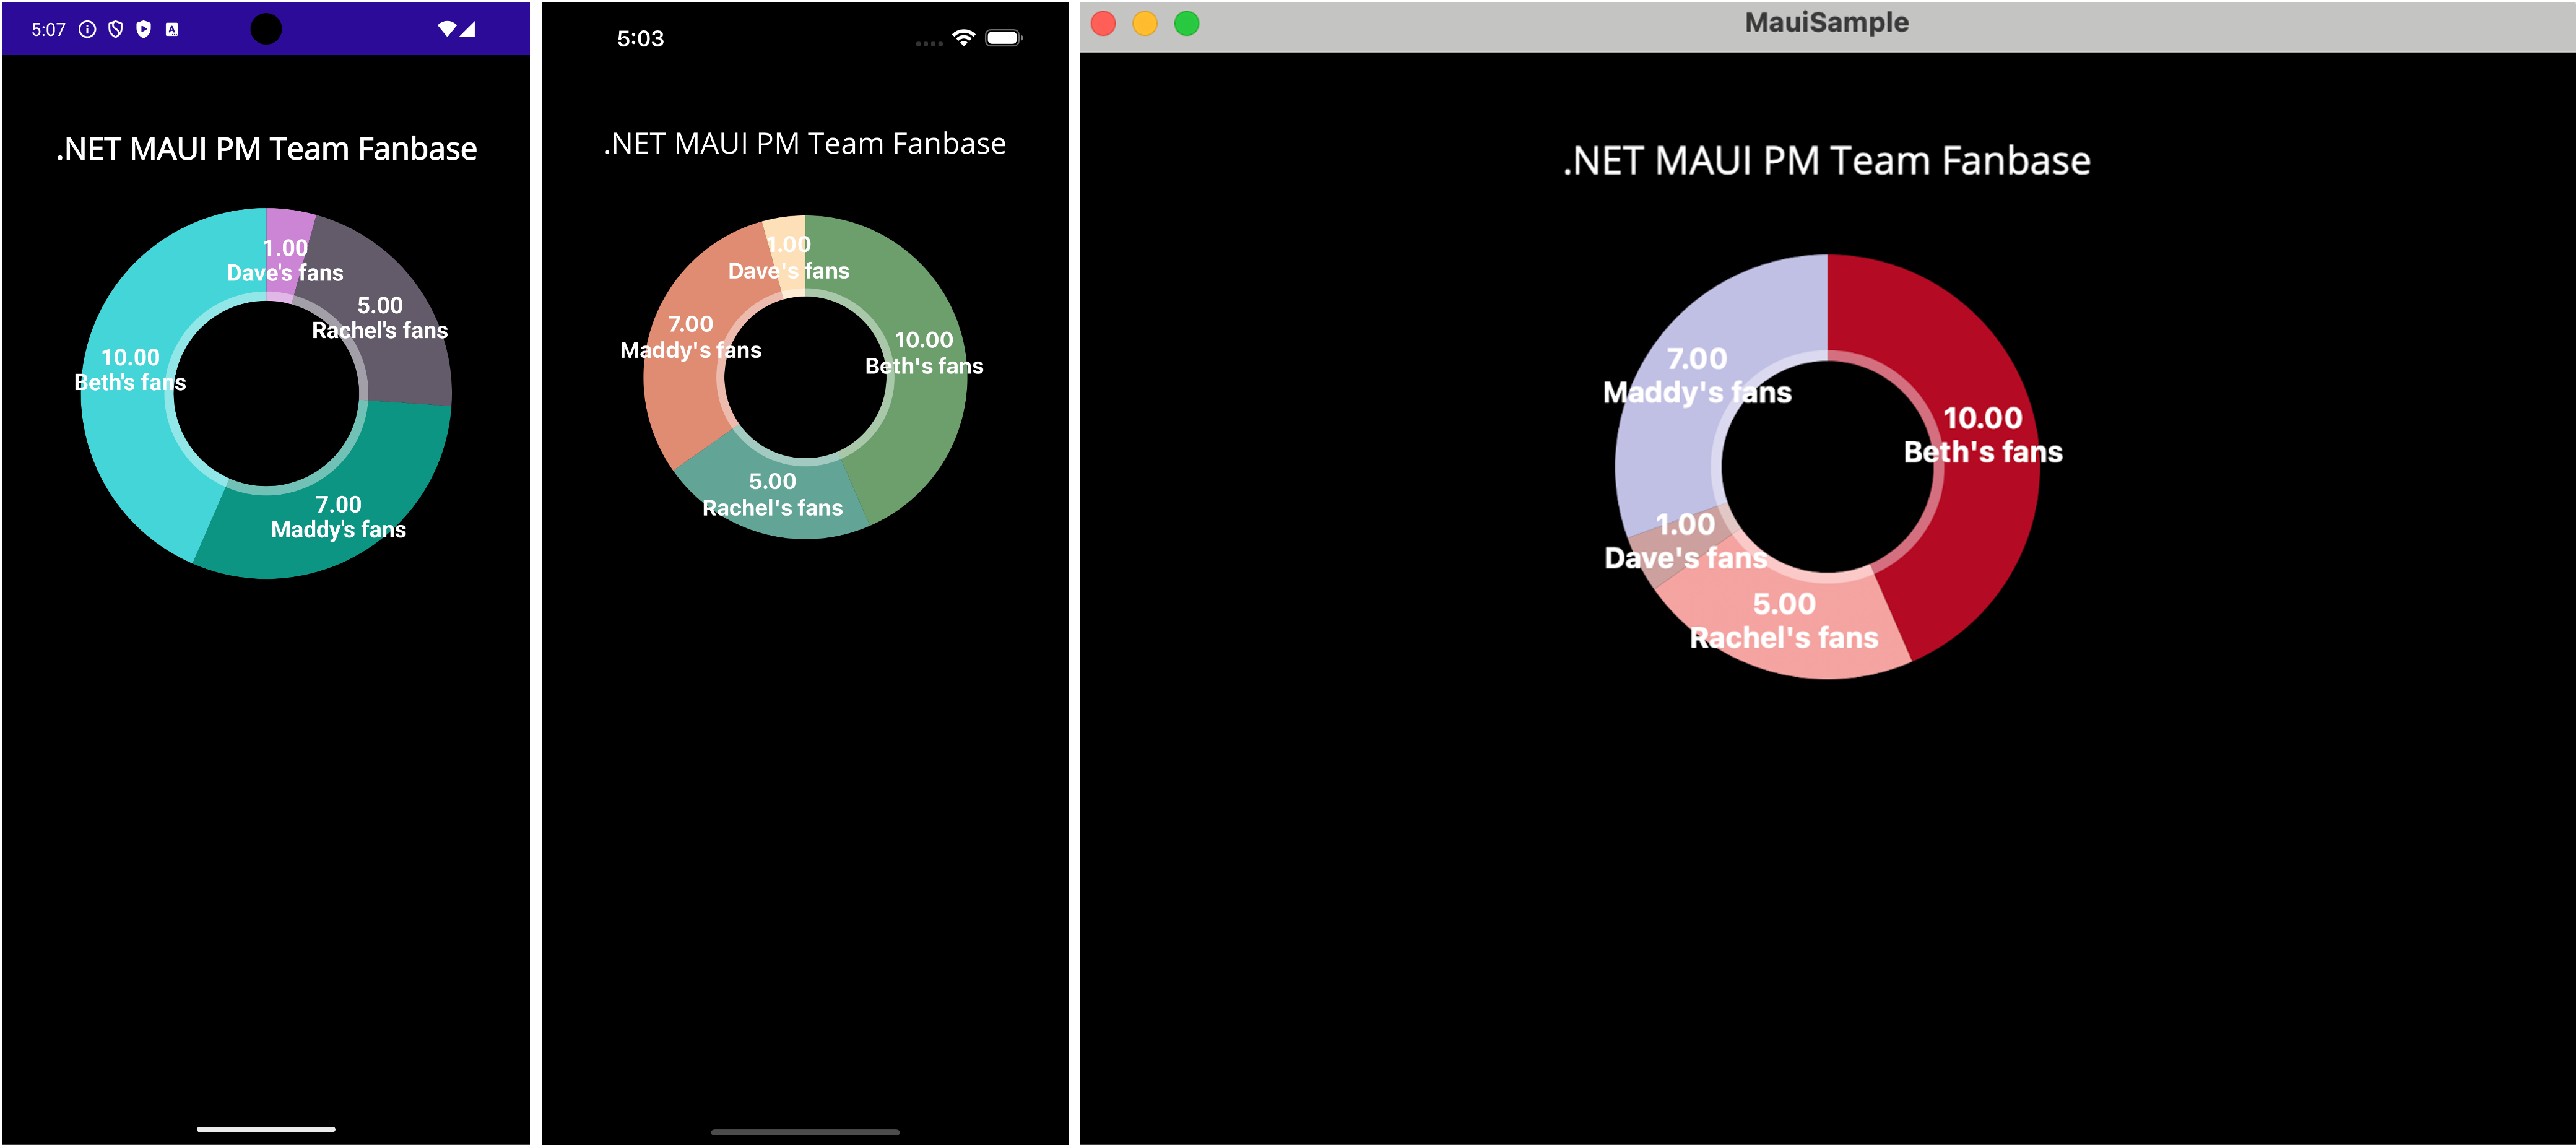 5:07
.NET MAUI PM Team Fanbase
1.00
Dave's fans
5.00
Rachel's fans
10.00
Beth's fans
7.00
Maddy's fans
5:03
.NET MAUI PM Team Fanbase
1.00
Dave's fans
7.00
Maddy's fans
10.00
Beth's fans
5.00
Rachel's fans
MauiSample
.NET MAUI PM Team Fanbase
7.00
Maddy's fans
10.00
Beth's fans
1.00
Dave's fans
5.00
Rachel's fans